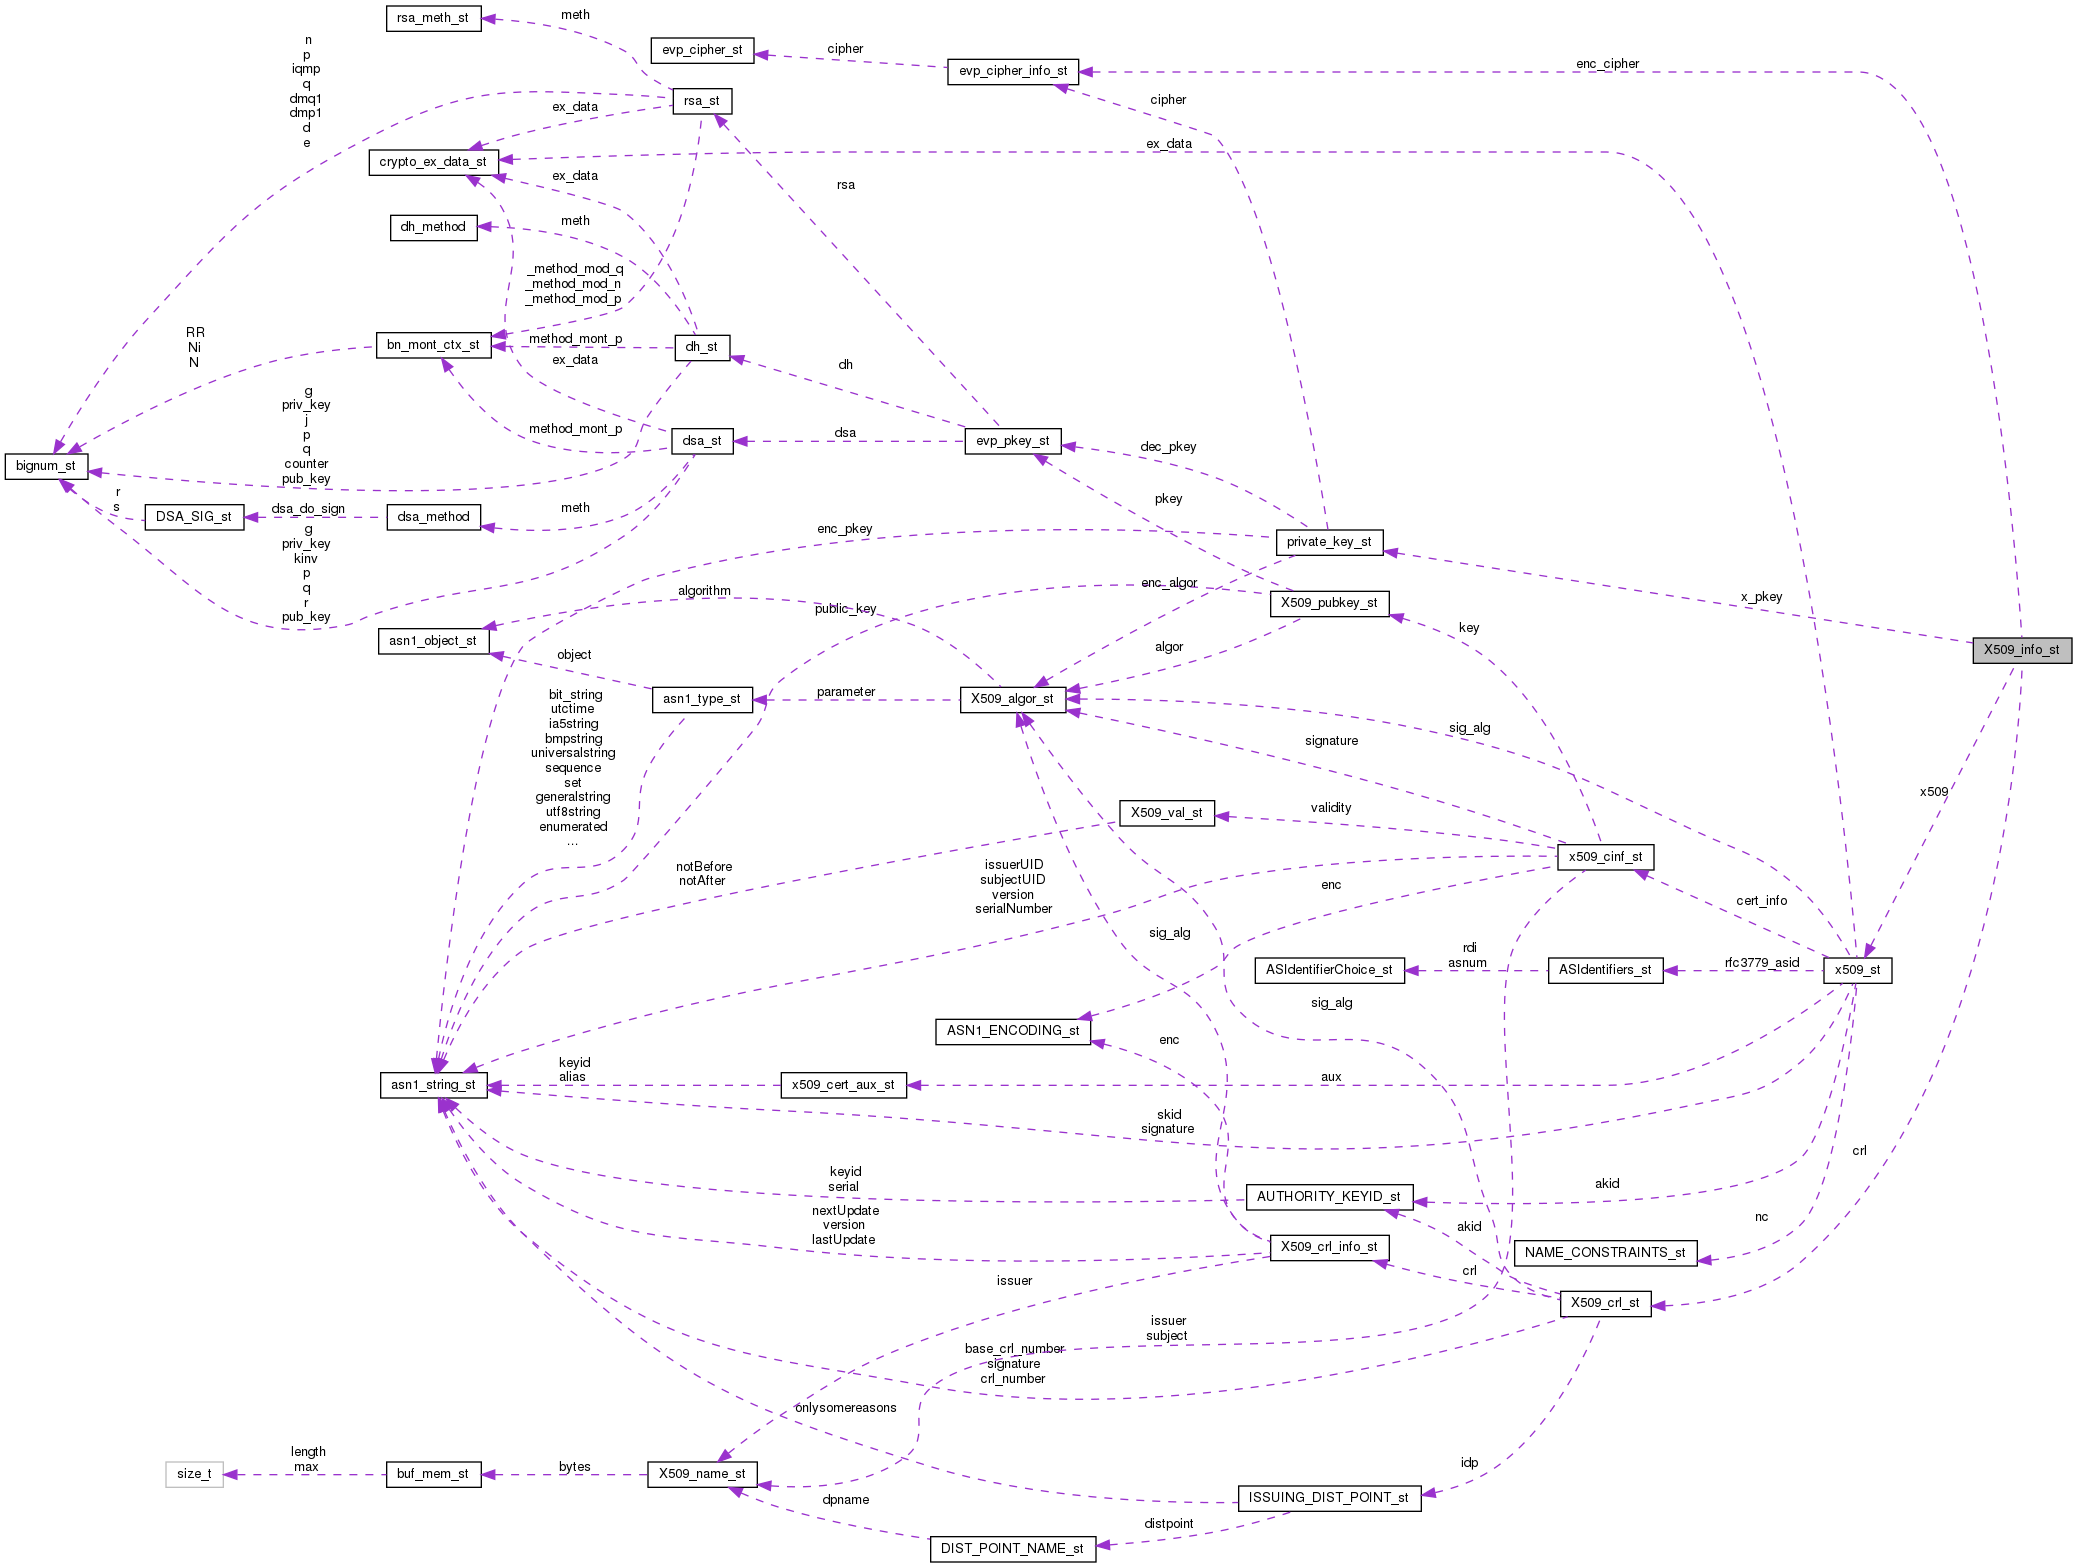 rsa_meth_st
meth
n
p
iqmp
q
dmq1
dmp1
d
e
evp_cipher_st
cipher
evp_cipher_info_st
enc_cipher
rsa_st
ex_data
cipher
crypto_ex_data_st
ex_data
ex_data
rsa
dh_method
meth
_method_mod_q
_method_mod_n
_method_mod_p
RR
Ni
N
bn_mont_ctx_st
method_mont_p
ex_data
dh_st
dh
g
priv_key
j
p
q
counter
pub_key
method_mont_p
dsa_st
dsa
evp_pkey_st
dec_pkey
bignum_st
r
s
DSA_SIG_st
dsa_do_sign
dsa_method
meth
pkey
enc_pkey
private_key_st
g
priv_key
kinv
p
q
r
pub_key
algorithm
public_key
enc_algor
X509_pubkey_st
x_pkey
key
asn1_object_st
object
algor
X509_info_st
asn1_type_st
parameter
X509_algor_st
bit_string
utctime
ia5string
bmpstring
universalstring
sequence
set
generalstring
utf8string
enumerated
...
signature
sig_alg
x509
X509_val_st
validity
notBefore
notAfter
issuerUID
subjectUID
version
serialNumber
x509_cinf_st
enc
cert_info
sig_alg
rdi
asnum
ASIdentifierChoice_st
ASIdentifiers_st
rfc3779_asid
x509_st
sig_alg
ASN1_ENCODING_st
enc
asn1_string_st
keyid
alias
x509_cert_aux_st
aux
skid
signature
crl
keyid
serial
AUTHORITY_KEYID_st
akid
nextUpdate
version
lastUpdate
akid
nc
X509_crl_info_st
NAME_CONSTRAINTS_st
issuer
crl
X509_crl_st
issuer
subject
base_crl_number
signature
crl_number
onlysomereasons
length
max
size_t
buf_mem_st
bytes
X509_name_st
idp
dpname
ISSUING_DIST_POINT_st
distpoint
DIST_POINT_NAME_st